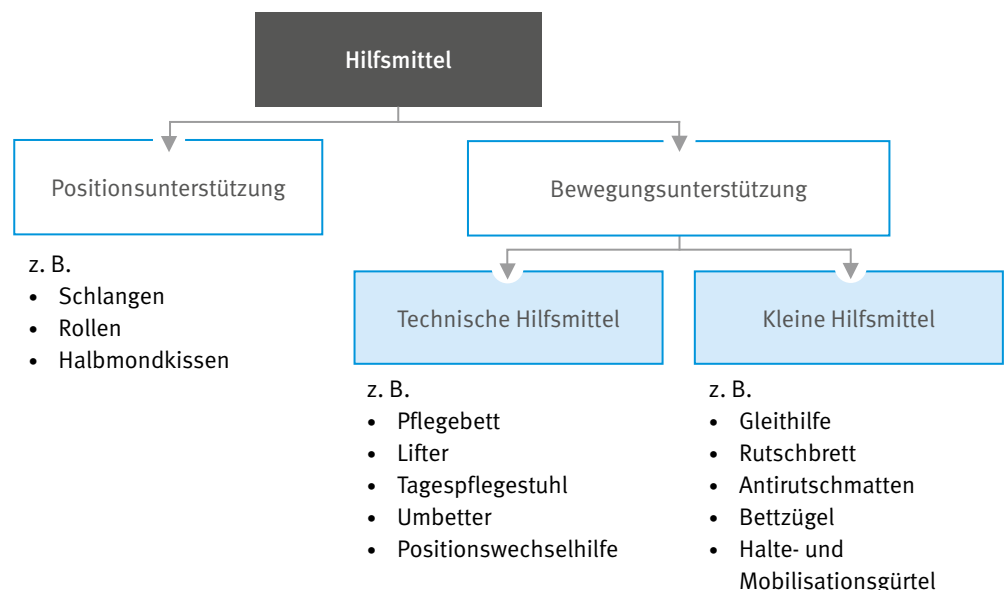 Hilfsmittel
Positionsunterstützung
Bewegungsunterstützung
z. B.
• Schlangen
• Rollen
• Halbmondkissen
Technische Hilfsmittel
Kleine Hilfsmittel
z. B.
• Pflegebett
• Lifter
• Tagespflegestuhl
• Umbetter
• Positionswechselhilfe
z. B.
• Gleithilfe
• Rutschbrett
• Antirutschmatten
• Bettzügel
• Halte- und
Mobilisationsgürtel